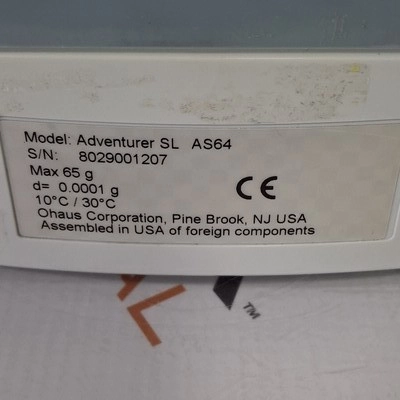 Model: Adventurer SL AS64
S/N: 8029001207
Max 65 g
d= 0.0001 g
10°C / 30°C
CE
Ohaus Corporation, Pine Brook, NJ USA
Assembled in USA of foreign components
AL
TM